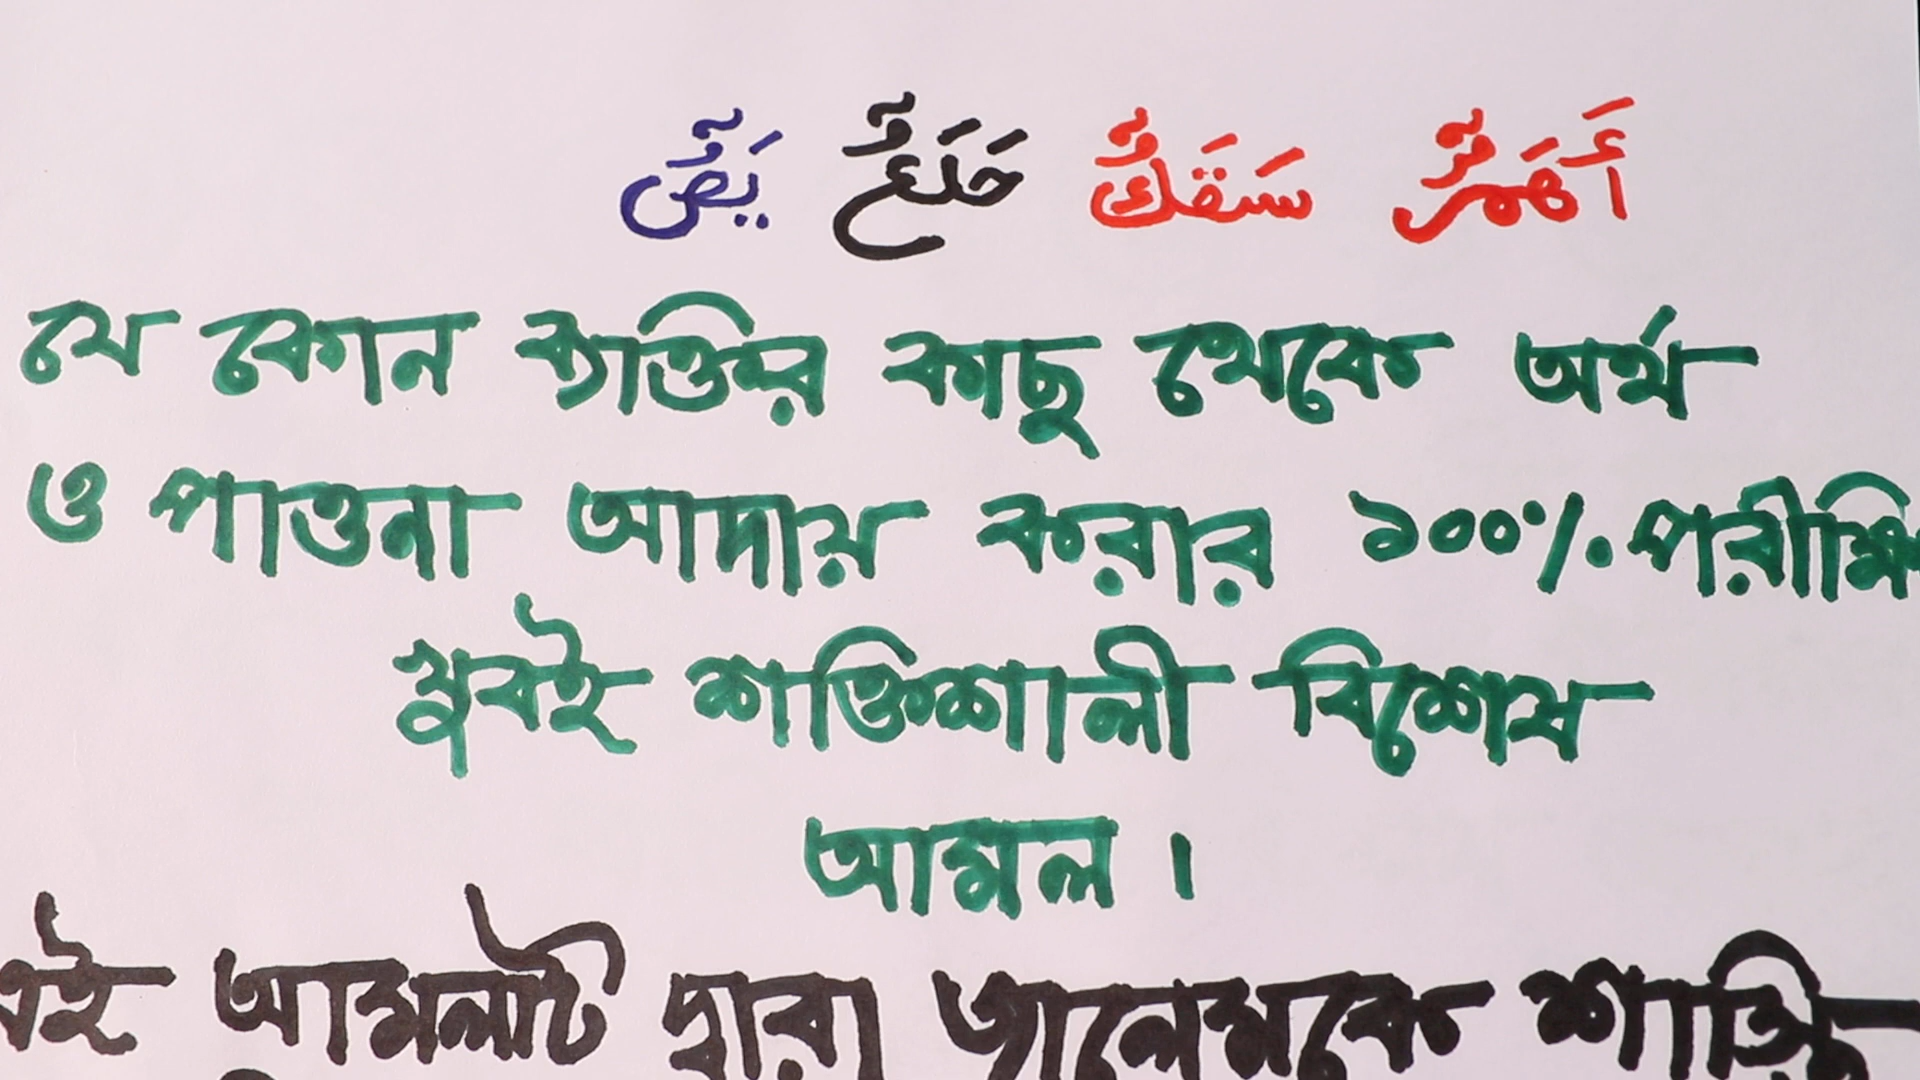 أَهَمٌ سَقَكٌ حَلَعٌ يَصٌ
যে কোন ব্যক্তির কাছ থেকে অর্থ
ও পাওনা আদায় করার ১০০%.পরীক্ষি
খুবই শক্তিশালী বিশেষ
আমল।
এই আমলটি দ্বারা জালেমকে শাস্তি